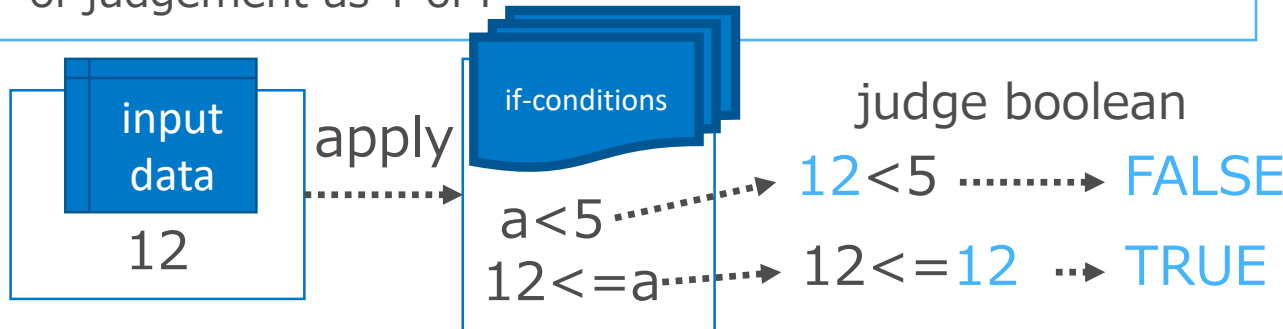 input
data
12
apply
if-conditions
a<5
12<=a
judge boolean
12<5
FALSE
12<=12
TRUE